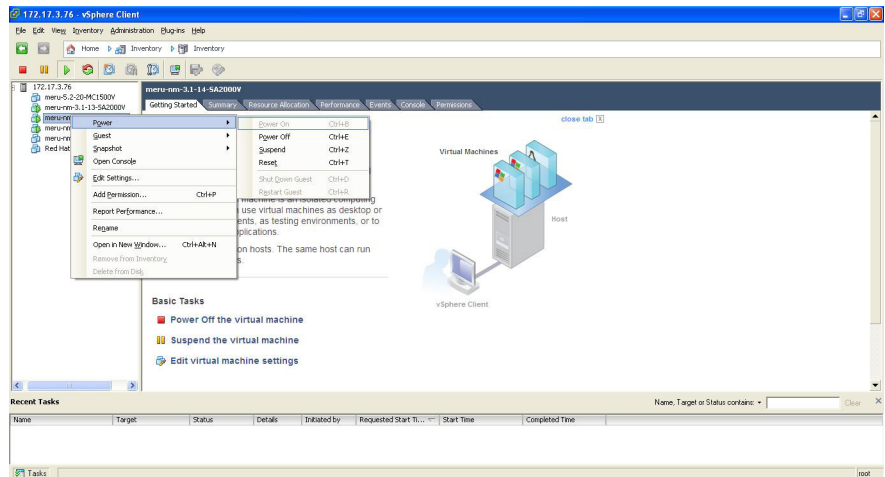 172.17.3.76 - vSphere Client
File Edit View Inventory Administration Plug-ins Help
Home Inventory Inventory
172.17.3.76
meru-5.2-20-MC1500V
meru-nm-3.1-13-SA2000V
meru-nm
meru-nm
meru-nm
Red Hat
meru-nm-3.1-14-SA2000V
Getting Started Summary Resource Allocation Performance Events Console Permissions
close tab
Power
Guest
Snapshot
Open Console
Edit Settings...
Add Permission... Ctrl+P
Report Performance...
Rename
Open in New Window... Ctrl+Alt+N
Remove from Inventory
Delete from Disk
Power On Ctrl+B
Power Off Ctrl+E
Suspend Ctrl+Z
Reset Ctrl+T
Shut Down Guest Ctrl+D
Restart Guest Ctrl+R
machine is an isolated computing
use virtual machines as desktop or
ents, as testing environments, or to
plications.
on hosts. The same host can run
s.
Virtual Machines
Host
vSphere Client
Basic Tasks
Power Off the virtual machine
Suspend the virtual machine
Edit virtual machine settings
Recent Tasks
Name, Target or Status contains:
Clear
Name Target Status Details Initiated by Requested Start Ti... Start Time Completed Time
Tasks
root